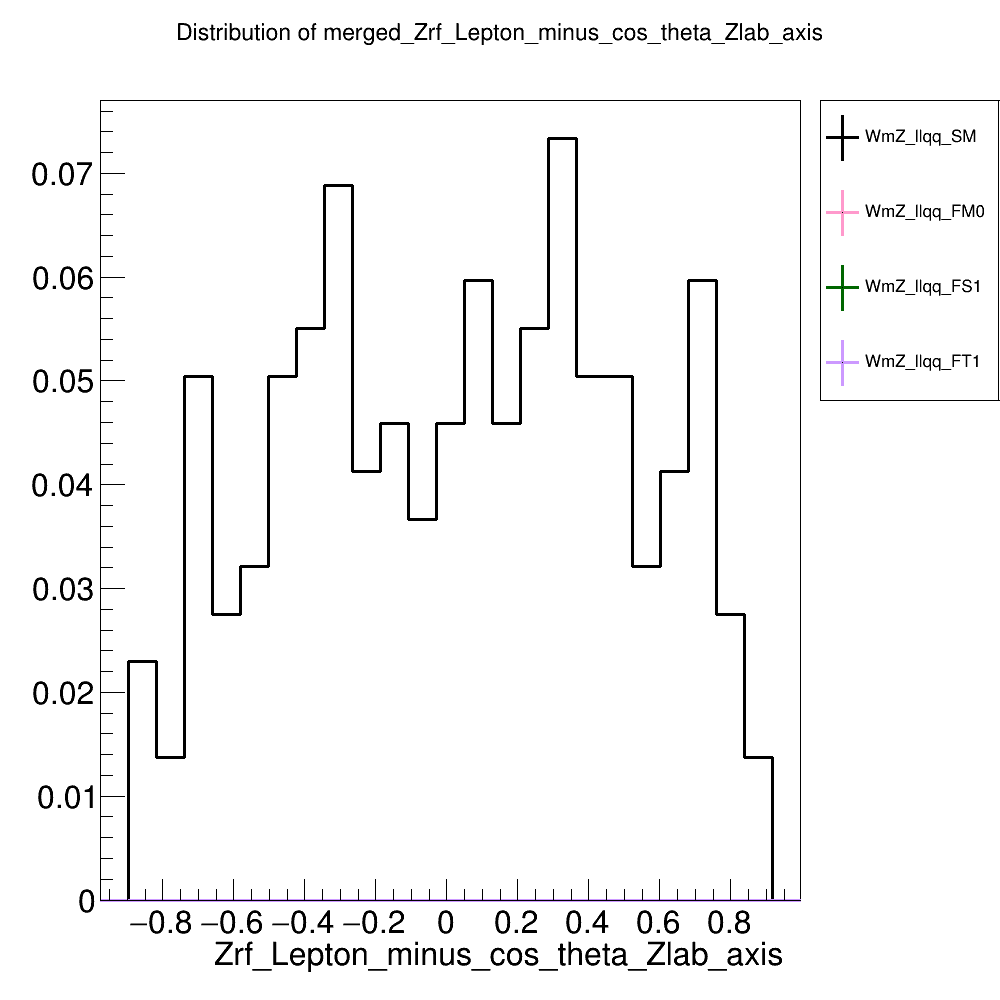 Distribution of merged_Zrf_Lepton_minus_cos_theta_Zlab_axis
WmZ_llqq_SM
WmZ_llqq_FM0
WmZ_llqq_FS1
WmZ_llqq_FT1
0.07
0.06
0.05
0.04
0.03
0.02
0.01
0
−0.8 −0.6 −0.4 −0.2 0 0.2 0.4 0.6 0.8
Zrf_Lepton_minus_cos_theta_Zlab_axis